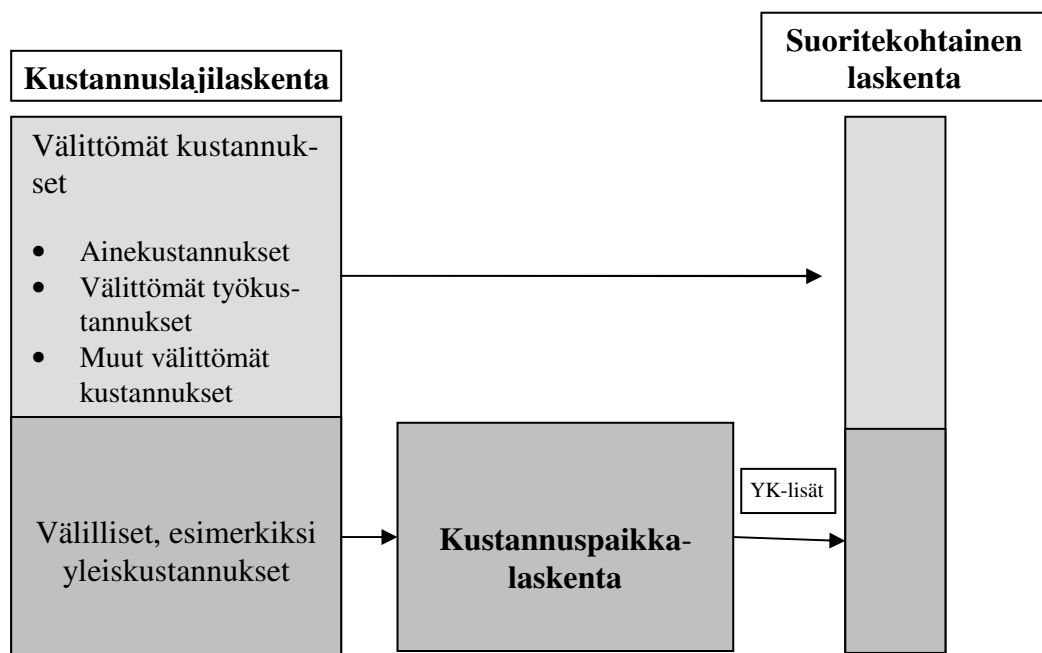 Kustannuslajilaskenta
Suoritekohtainen
laskenta
Välittömät kustannuk-
set
• Ainekustannukset
• Välittömät työkus-
tannukset
• Muut välittömät
kustannukset
Välilliset, esimerkiksi
yleiskustannukset
Kustannuspaikka-
laskenta
YK-lisät